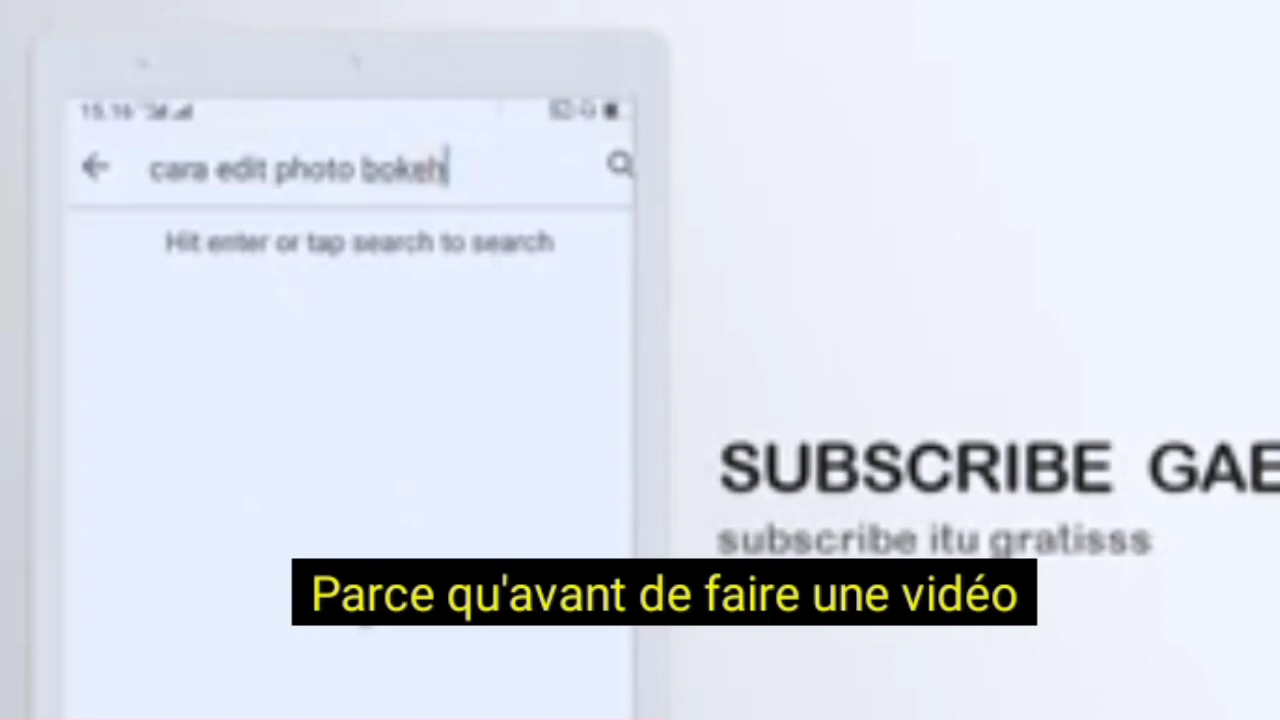 15.16
cara edit photo bokeh
Hit enter or tap search to search
SUBSCRIBE GAE
subscribe itu gratisss
Parce qu'avant de faire une vidéo